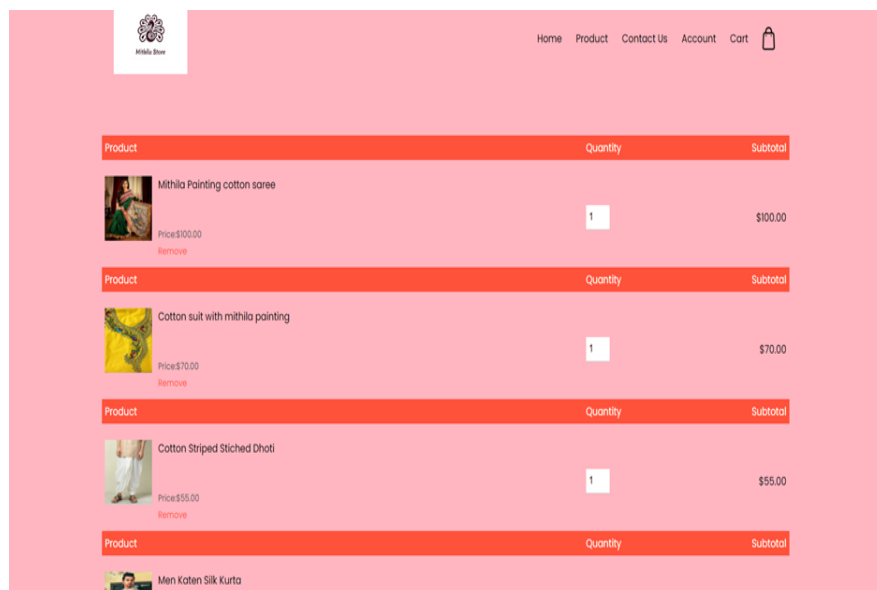 Mithila Store
Home Product Contact Us Account Cart
Product Quantity Subtotal
Mithila Painting cotton saree
1 $100.00
Price:$100.00
Remove
Product Quantity Subtotal
Cotton suit with mithila painting
1 $70.00
Price:$70.00
Remove
Product Quantity Subtotal
Cotton Striped Stiched Dhoti
1 $55.00
Price:$55.00
Remove
Product Quantity Subtotal
Men Katen Silk Kurta